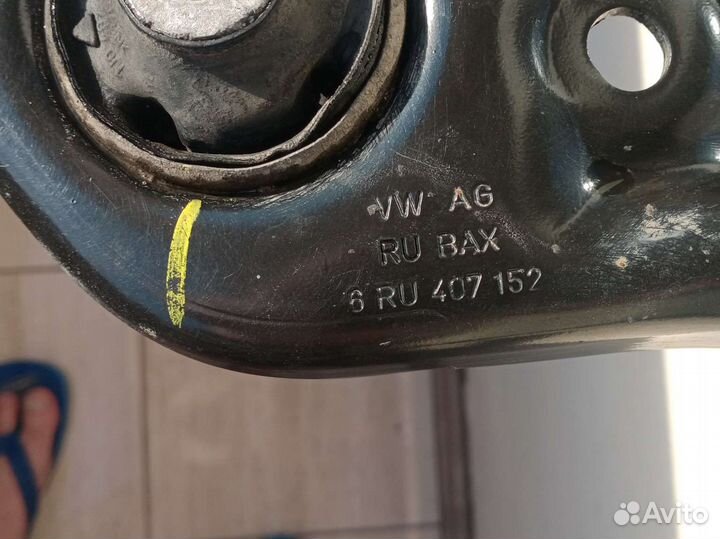 VW AG
RU BAX
6 RU 407 152
Avito